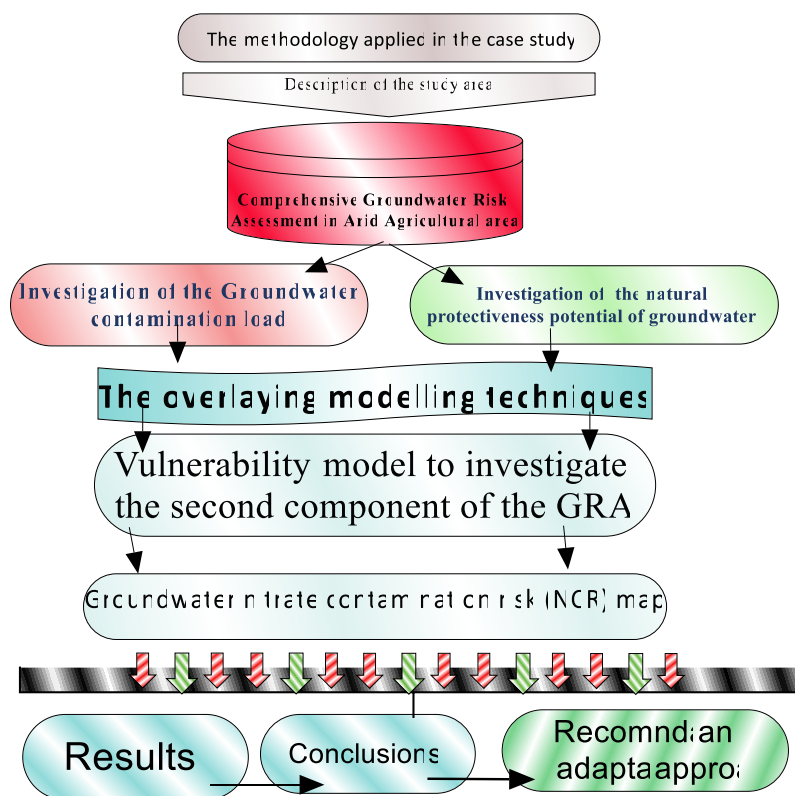 The methodology applied in the case study
Description of the study area
Comprehensive Groundwater Risk
Assessment in Arid Agricultural area
Investigation of the Groundwater
contamination load
Investigation of the natural
protectiveness potential of groundwater
The overlaying modelling techniques
Vulnerability model to investigate
the second component of the GRA
Groundwater nitrate contamination risk (NCR) map
Results
Conclusions